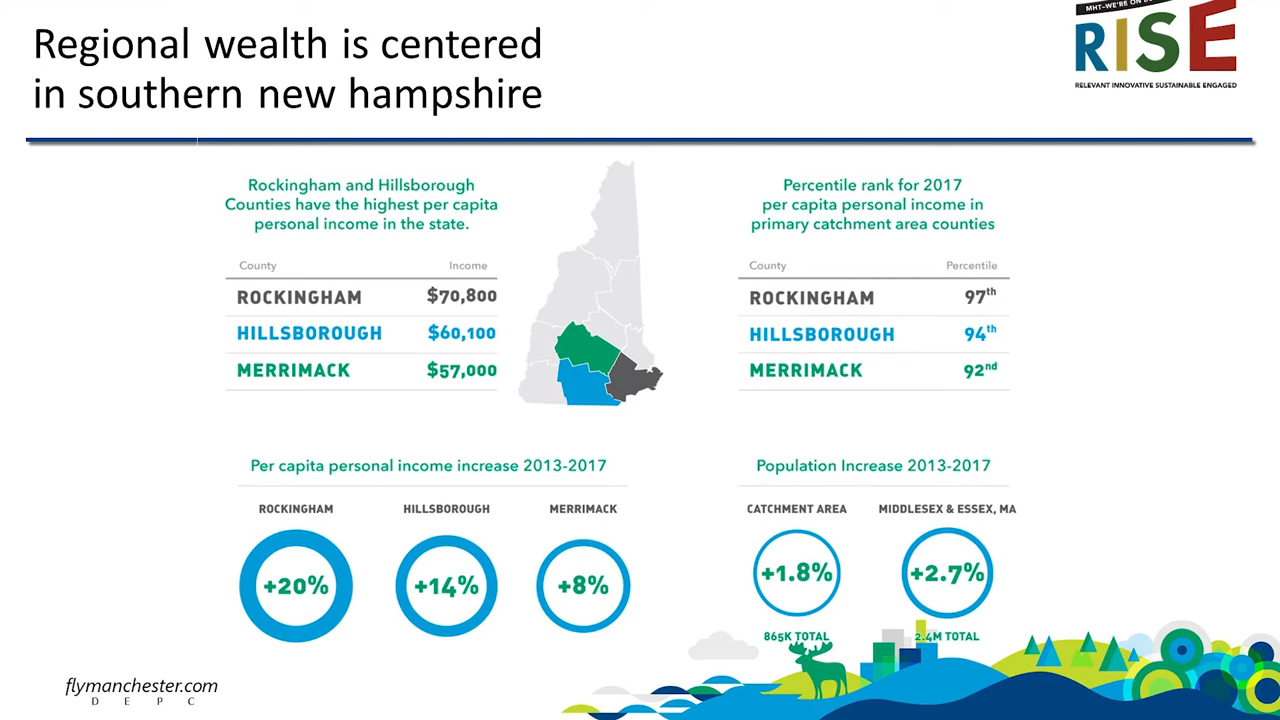 Regional wealth is centered
in southern new hampshire
RISE
RELEVANT INNOVATIVE SUSTAINABLE ENGAGED
Rockingham and Hillsborough
Counties have the highest per capita
personal income in the state.
County Income
ROCKINGHAM $70,800
HILLSBOROUGH $60,100
MERRIMACK $57,000
Percentile rank for 2017
per capita personal income in
primary catchment area counties
County Percentile
ROCKINGHAM 97th
HILLSBOROUGH 94th
MERRIMACK 92nd
Per capita personal income increase 2013-2017
ROCKINGHAM HILLSBOROUGH MERRIMACK
+20% +14% +8%
Population Increase 2013-2017
CATCHMENT AREA MIDDLESEX & ESSEX, MA
+1.8% +2.7%
865K TOTAL 2.4M TOTAL
flymanchester.com
D E P C